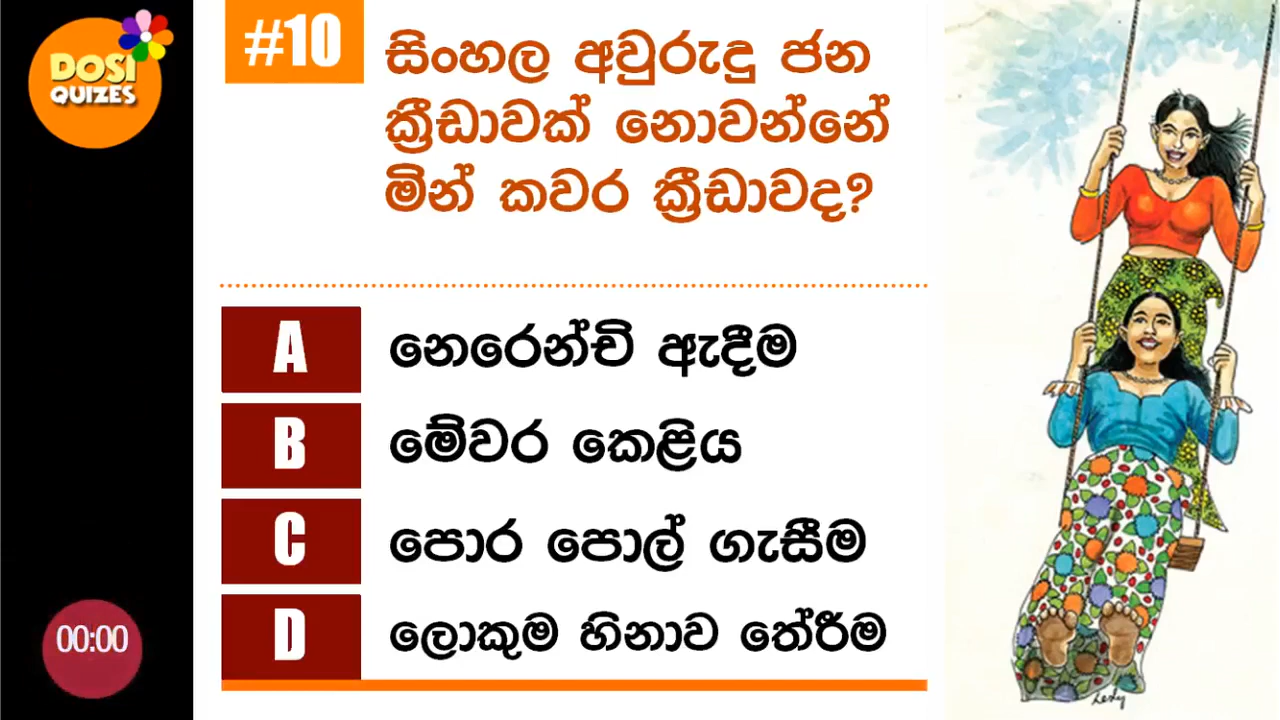 DOSI
QUIZES
#10
සිංහල අවුරුදු ජන
ක්‍රීඩාවක් නොවන්නේ
මින් කවර ක්‍රීඩාවද?
A
නෙරෙන්චි ඇදීම
B
මේවර කෙළිය
C
පොර පොල් ගැසීම
D
ලොකුම හිනාව තේරීම
00:00